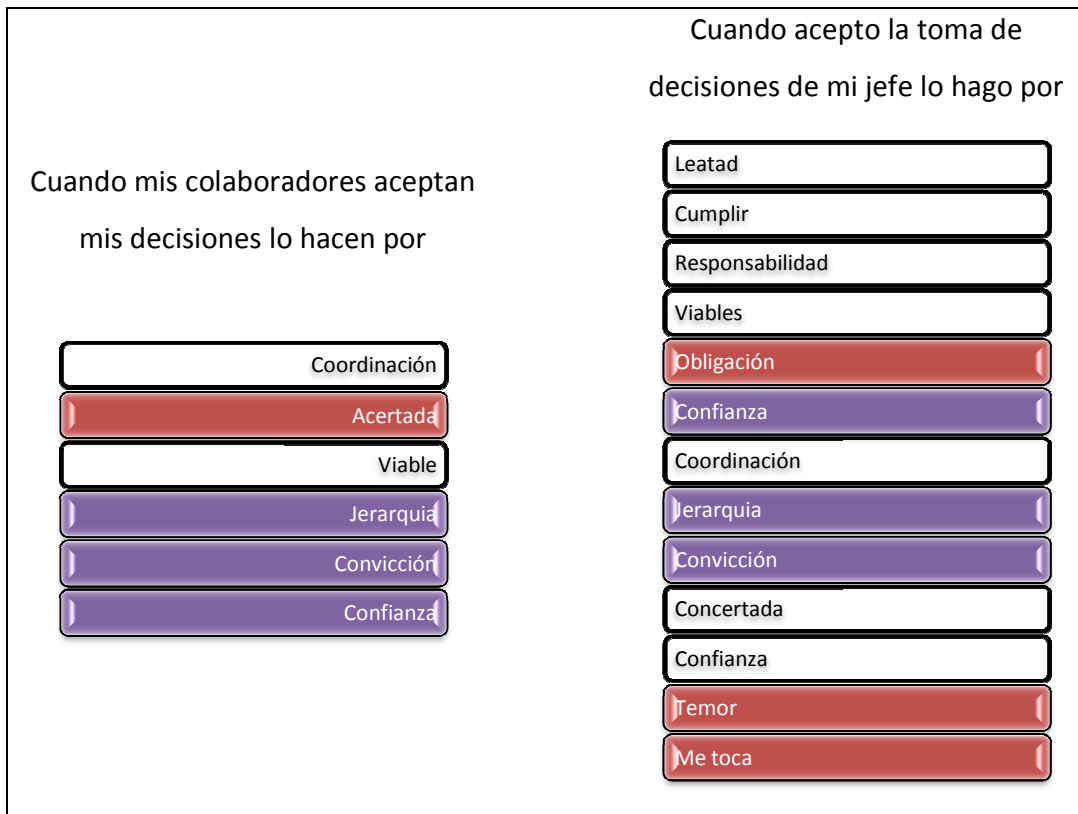 Cuando mis colaboradores aceptan
mis decisiones lo hacen por
Coordinación
Acertada
Viable
Jerarquia
Convicción
Confianza
Cuando acepto la toma de
decisiones de mi jefe lo hago por
Leatad
Cumplir
Responsabilidad
Viables
Obligación
Confianza
Coordinación
Jerarquia
Convicción
Concertada
Confianza
Temor
Me toca